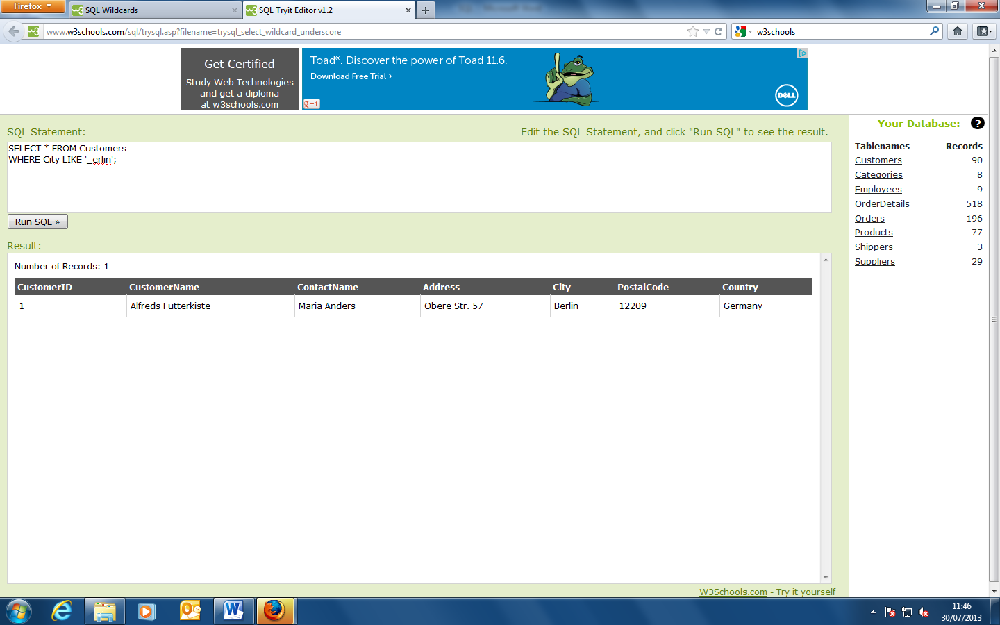 Firefox
SQL Wildcards
SQL Tryit Editor v1.2
www.w3schools.com/sql/trysql.asp?filename=trysql_select_wildcard_underscore
w3schools
Get Certified
Study Web Technologies
and get a diploma
at w3schools.com
Toad®. Discover the power of Toad 11.6.
Download Free Trial ›
g +1
DELL
SQL Statement:
Edit the SQL Statement, and click "Run SQL" to see the result.
SELECT * FROM Customers
WHERE City LIKE '_erlin';
Run SQL »
Result:
Number of Records: 1
CustomerID CustomerName ContactName Address City PostalCode Country
1 Alfreds Futterkiste Maria Anders Obere Str. 57 Berlin 12209 Germany
Your Database: ?
Tablenames Records
Customers 90
Categories 8
Employees 9
OrderDetails 518
Orders 196
Products 77
Shippers 3
Suppliers 29
W3Schools.com - Try it yourself
11:46
30/07/2013